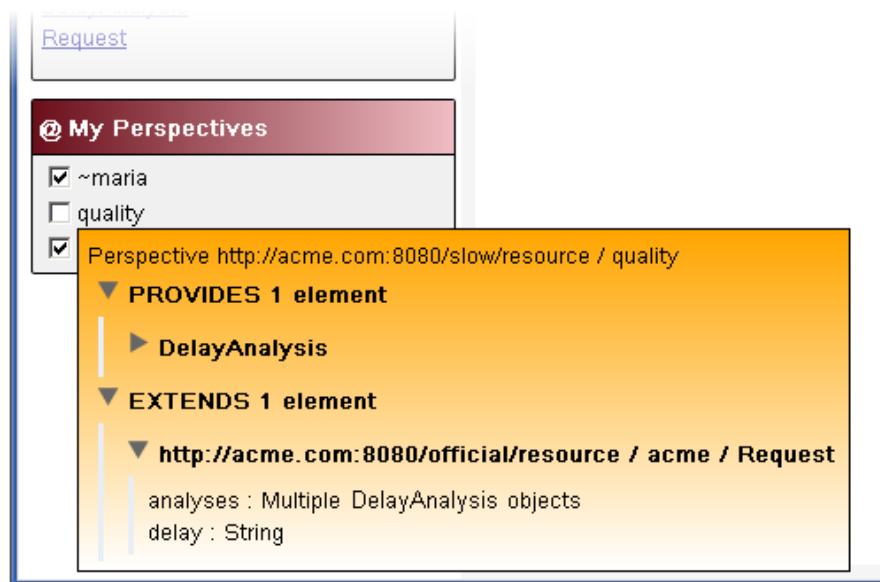 Request
@ My Perspectives
~maria
quality
Perspective http://acme.com:8080/slow/resource / quality
PROVIDES 1 element
DelayAnalysis
EXTENDS 1 element
http://acme.com:8080/official/resource / acme / Request
analyses : Multiple DelayAnalysis objects
delay : String